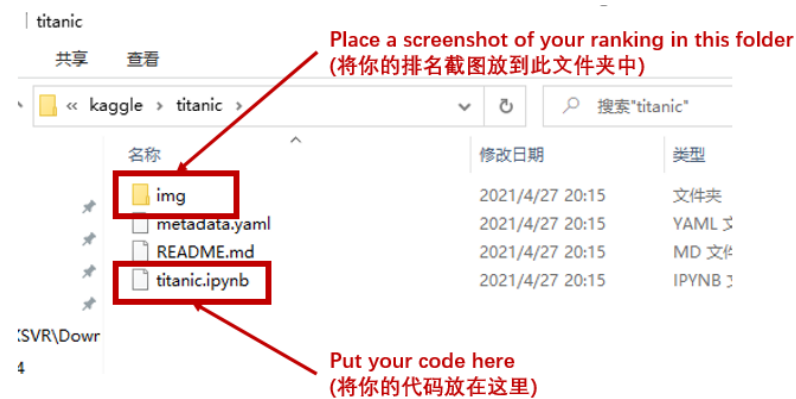 titanic
Place a screenshot of your ranking in this folder
共享 查看
(将你的排名截图放到此文件夹中)
« kaggle › titanic ›
搜索"titanic"
名称 修改日期 类型
img 2021/4/27 20:15 文件夹
metadata.yaml 2021/4/27 20:15 YAML
README.md 2021/4/27 20:15 MD 文件
titanic.ipynb 2021/4/27 20:15 IPYNB
SVR\Dowr
4
Put your code here
(将你的代码放在这里)